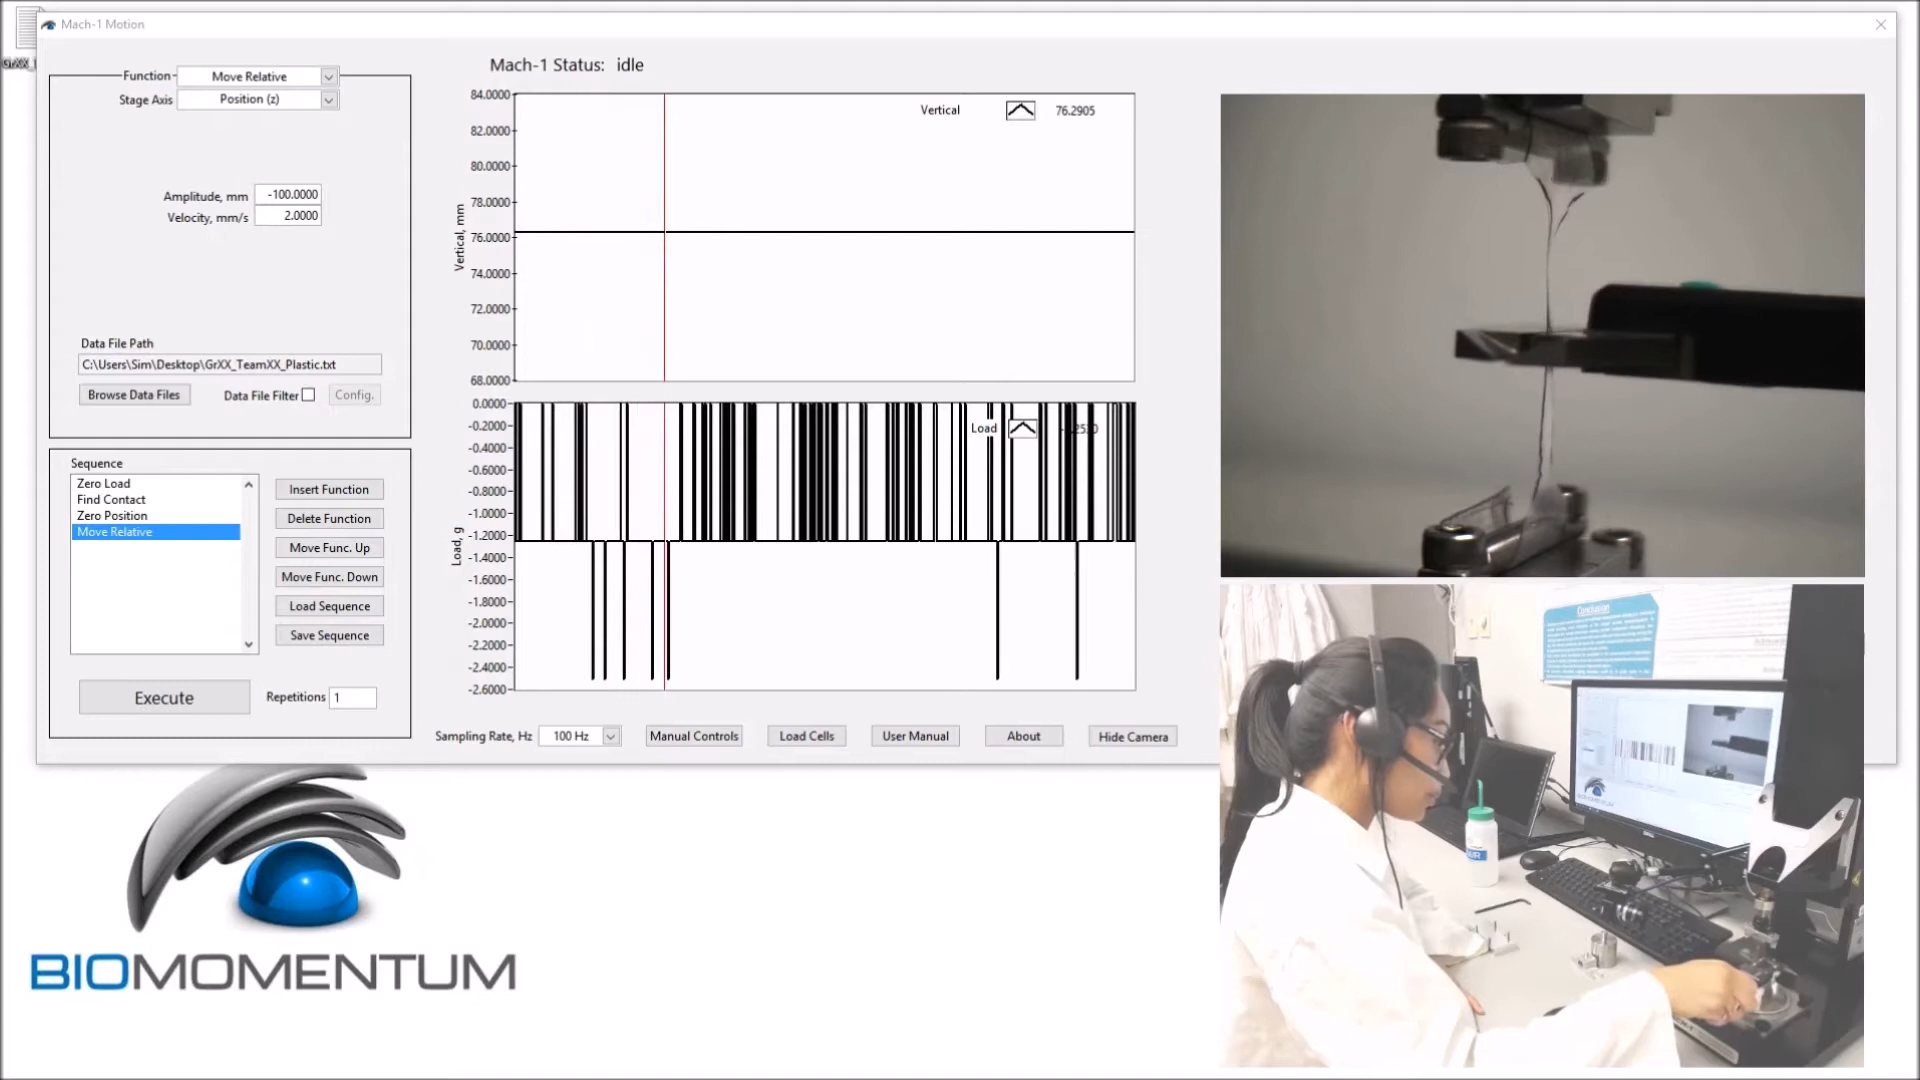 Mach-1 Motion
Function
Move Relative
Stage Axis
Position (z)
Amplitude, mm
-100.0000
Velocity, mm/s
2.0000
Data File Path
C:\Users\Sim\Desktop\GrXX_TeamXX_Plastic.txt
Browse Data Files
Data File Filter
Config.
Sequence
Zero Load
Find Contact
Zero Position
Move Relative
Insert Function
Delete Function
Move Func. Up
Move Func. Down
Load Sequence
Save Sequence
Execute
Repetitions
1
Mach-1 Status: idle
Vertical
76.2905
Vertical, mm
84.0000
82.0000
80.0000
78.0000
76.0000
74.0000
72.0000
70.0000
68.0000
Load
Load, g
0.0000
-0.2000
-0.4000
-0.6000
-0.8000
-1.0000
-1.2000
-1.4000
-1.6000
-1.8000
-2.0000
-2.2000
-2.4000
-2.6000
Sampling Rate, Hz
100 Hz
Manual Controls
Load Cells
User Manual
About
Hide Camera
Conclusion
BIOMOMENTUM